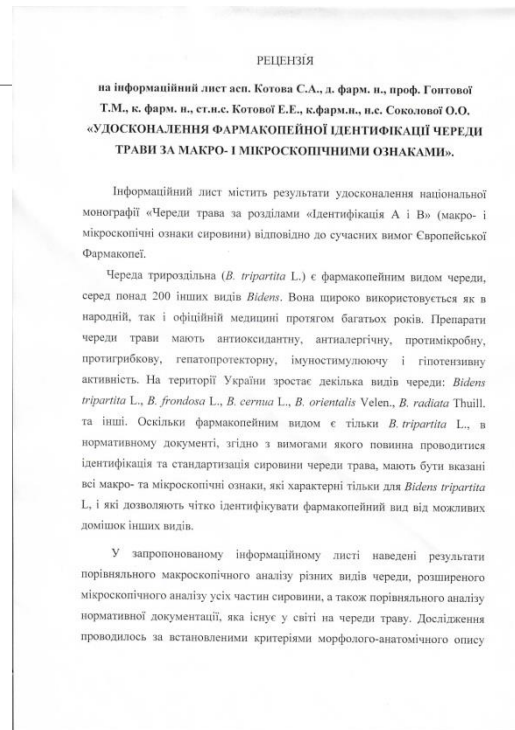 РЕЦЕНЗІЯ
на інформаційний лист асп. Котова С.А., д. фарм. н., проф. Гонтової
Т.М., к. фарм. н., ст.н.с. Котової Е.Е., к.фарм.н., н.с. Соколової О.О.
«УДОСКОНАЛЕННЯ ФАРМАКОПЕЙНОЇ ІДЕНТИФІКАЦІЇ ЧЕРЕДИ
ТРАВИ ЗА МАКРО- І МІКРОСКОПІЧНИМИ ОЗНАКАМИ».
Інформаційний лист містить результати удосконалення національної
монографії «Череди трава за розділами «Ідентифікація А і В» (макро- і
мікроскопічні ознаки сировини) відповідно до сучасних вимог Європейської
Фармакопеї.
Череда трироздільна (B. tripartita L.) є фармакопейним видом череди,
серед понад 200 інших видів Bidens. Вона широко використовується як в
народній, так і офіційній медицині протягом багатьох років. Препарати
череди трави мають антиоксидантну, антиалергічну, протимікробну,
протигрибкову, гепатопротекторну, імуностимулюючу і гіпотензивну
активність. На території України зростає декілька видів череди: Bidens
tripartita L., B. frondosa L., B. cernua L., B. orientalis Velen., B. radiata Thuill.
та інші. Оскільки фармакопейним видом є тільки B. tripartita L., в
нормативному документі, згідно з вимогами якого повинна проводитися
ідентифікація та стандартизація сировини череди трава, мають бути вказані
всі макро- та мікроскопічні ознаки, які характерні тільки для Bidens tripartita
L, і які дозволяють чітко ідентифікувати фармакопейний вид від можливих
домішок інших видів.
У запропонованому інформаційному листі наведені результати
порівняльного макроскопічного аналізу різних видів череди, розширеного
мікроскопічного аналізу усіх частин сировини, а також порівняльного аналізу
нормативної документації, яка існує у світі на череди траву. Дослідження
проводилось за встановленими критеріями морфолого-анатомічного опису